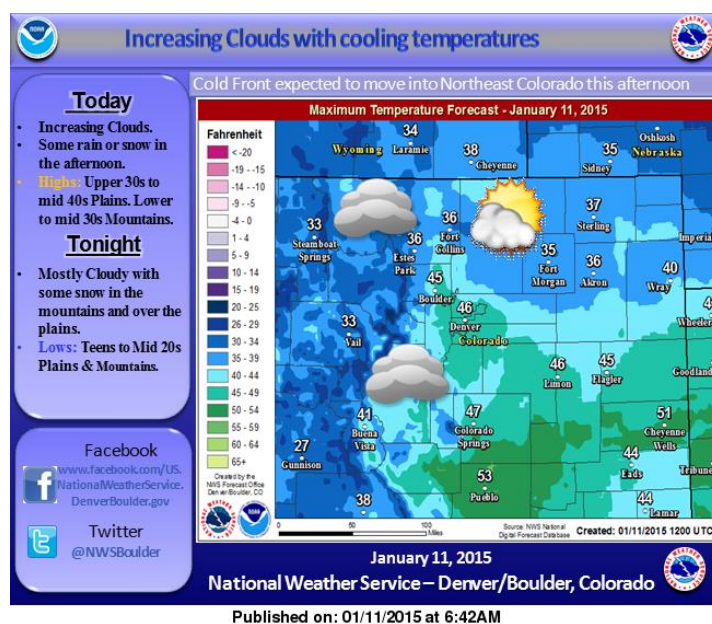 Increasing Clouds with cooling temperatures
Cold Front expected to move into Northeast Colorado this afternoon
Today
• Increasing Clouds.
• Some rain or snow in
the afternoon.
• Highs: Upper 30s to
mid 40s Plains. Lower
to mid 30s Mountains.
Tonight
• Mostly Cloudy with
some snow in the
mountains and over the
plains.
• Lows: Teens to Mid 20s
Plains & Mountains.
Facebook
www.facebook.com/US.
NationalWeatherService.
DenverBoulder.gov
Twitter
@NWSBoulder
Maximum Temperature Forecast - January 11, 2015
Fahrenheit
< -20
-19 - -15
-14 - -10
-9 - -5
-4 - 0
1 - 4
5 - 9
10 - 14
15 - 19
20 - 25
26 - 29
30 - 34
35 - 39
40 - 44
45 - 49
50 - 54
55 - 59
60 - 64
65+
Created by the
NWS Forecast Office
Denver/Boulder, CO
34
Wyoming Laramie
38
Cheyenne
35
Sidney
Oshkosh
Nebraska
33
Steamboat
Springs
36
Estes
Park
36
Fort
Collins
37
Sterling
Imperia
35
Fort
Morgan
36
Akron
40
Wray
45
Boulder
46
Denver
Colorado
4
Wheeler
33
Vail
46
Limon
45
Flagler
Goodland
41
Buena
Vista
47
Colorado
Springs
51
Cheyenne
Wells
27
Gunnison
53
Pueblo
44
Eads
Tribune
38
44
Lamar
0 50 100
Miles
Source: NWS National
Digital Forecast Database
Created: 01/11/2015 1200 UTC
January 11, 2015
National Weather Service – Denver/Boulder, Colorado
Published on: 01/11/2015 at 6:42AM